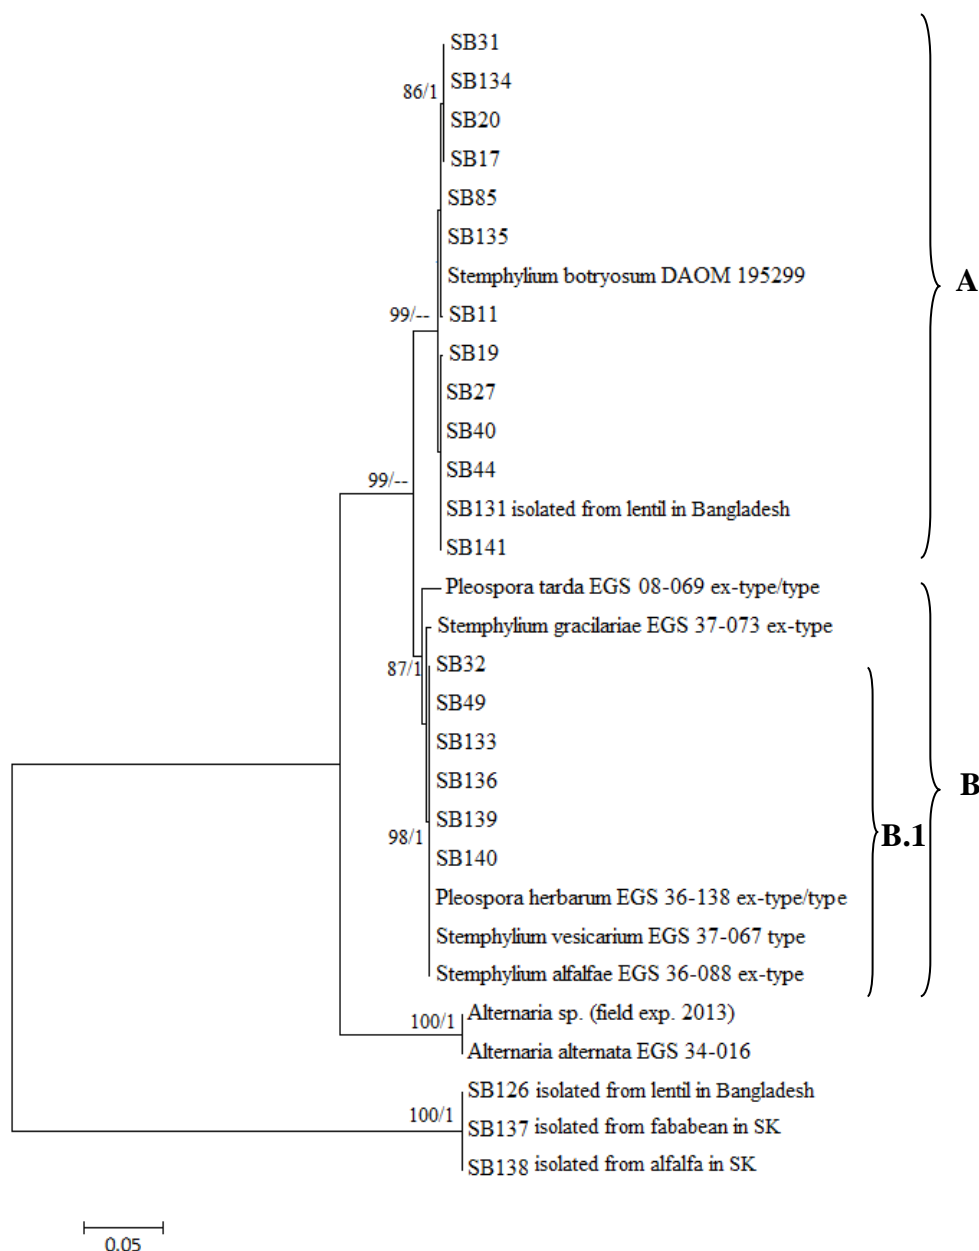 SB31
SB134
86/1
SB20
SB17
SB85
SB135
Stemphylium botryosum DAOM 195299
A
99/--
SB11
SB19
SB27
SB40
SB44
99/--
SB131 isolated from lentil in Bangladesh
SB141
Pleospora tarda EGS 08-069 ex-type/type
Stemphylium gracilariae EGS 37-073 ex-type
87/1
SB32
SB49
SB133
SB136
B
SB139
98/1
B.1
SB140
Pleospora herbarum EGS 36-138 ex-type/type
Stemphylium vesicarium EGS 37-067 type
Stemphylium alfalfae EGS 36-088 ex-type
Alternaria sp. (field exp. 2013)
100/1
Alternaria alternata EGS 34-016
SB126 isolated from lentil in Bangladesh
100/1
SB137 isolated from fababean in SK
SB138 isolated from alfalfa in SK
0.05